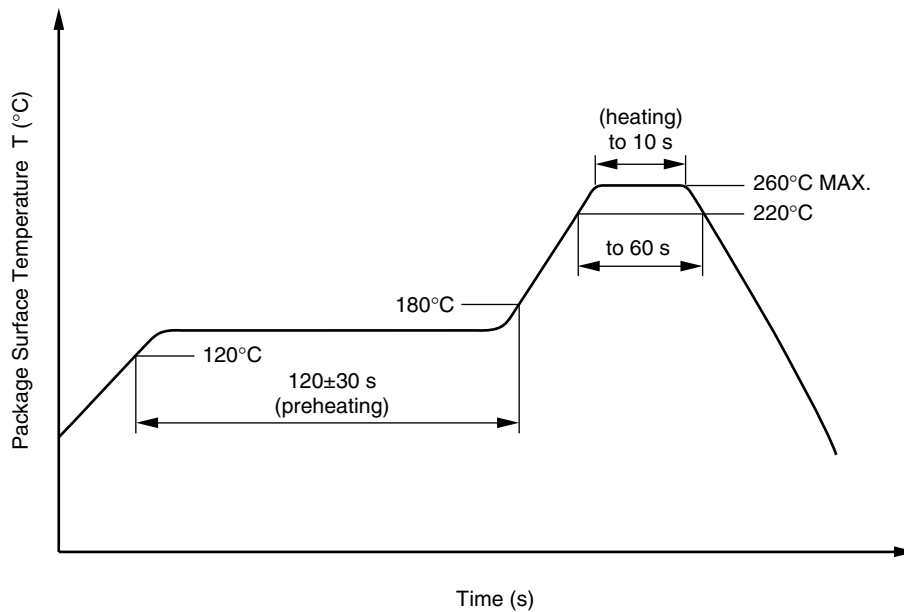 Package Surface Temperature T (°C)
(heating)
to 10 s
260°C MAX.
220°C
to 60 s
180°C
120°C
120±30 s
(preheating)
Time (s)